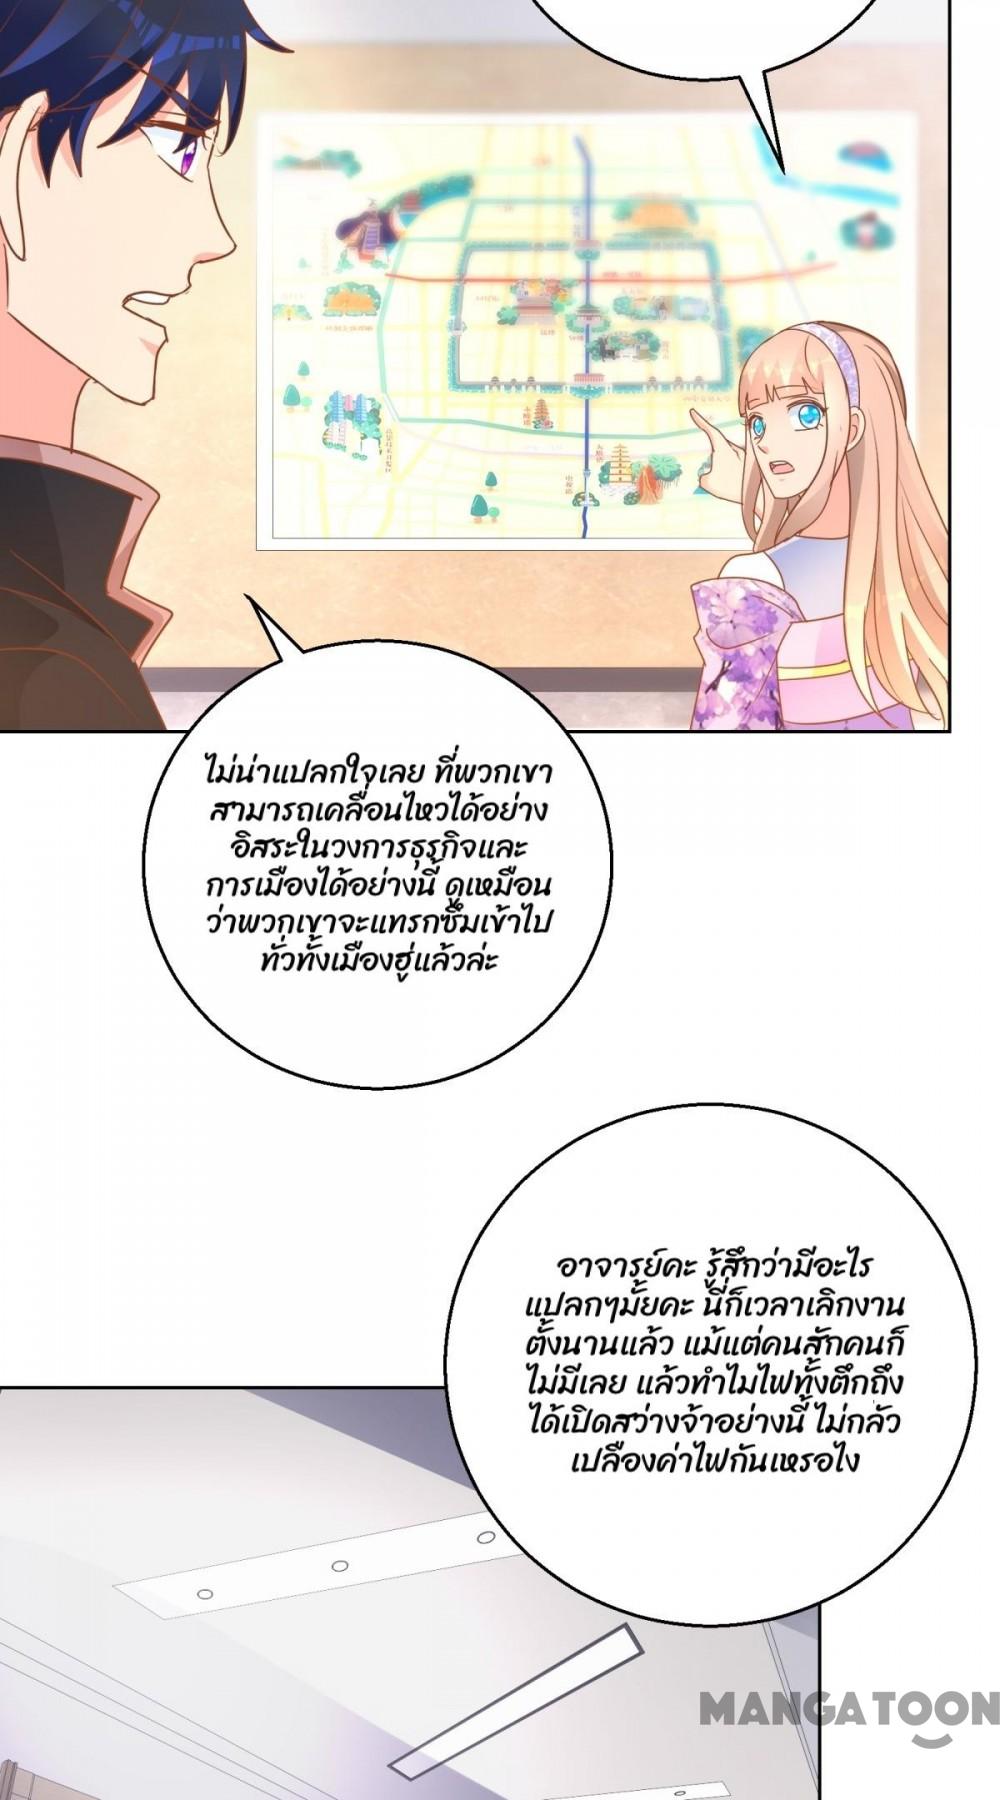 ไม่น่าแปลกใจเลย ที่พวกเขา
สามารถเคลื่อนไหวได้อย่าง
อิสระในวงการธุรกิจและ
การเมืองได้อย่างนี้ ดูเหมือน
ว่าพวกเขาจะแทรกซึมเข้าไป
ทั่วทั้งเมืองฮู่แล้วล่ะ
อาจารย์คะ รู้สึกว่ามีอะไร
แปลกๆมั้ยคะ นี่ก็เวลาเลิกงาน
ตั้งนานแล้ว แม้แต่คนสักคนก็
ไม่มีเลย แล้วทำไมไฟทั้งตึกถึง
ได้เปิดสว่างจ้าอย่างนี้ ไม่กลัว
เปลืองค่าไฟกันเหรอไง
MANGATOON